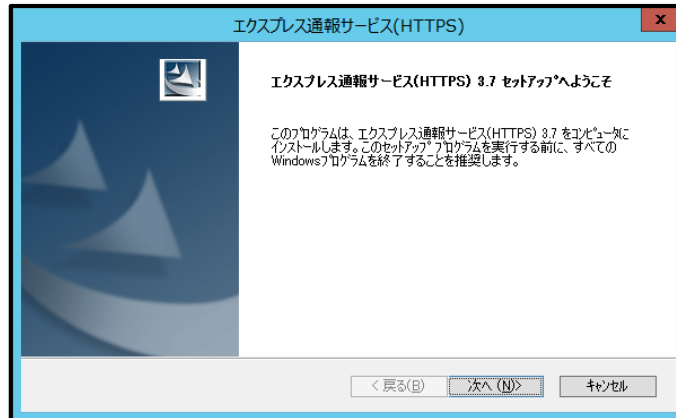 エクスプレス通報サービス(HTTPS)
x
エクスプレス通報サービス(HTTPS) 3.7 ｾｯﾄｱｯﾌﾟへようこそ
このﾌﾟﾛｸﾞﾗﾑは、エクスプレス通報サービス(HTTPS) 3.7 をｺﾝﾋﾟｭｰﾀに
ｲﾝｽﾄｰﾙします。このｾｯﾄｱｯﾌﾟ ﾌﾟﾛｸﾞﾗﾑを実行する前に、すべての
Windowsﾌﾟﾛｸﾞﾗﾑを終了することを推奨します。
< 戻る(B)
次へ (N)>
ｷｬﾝｾﾙ